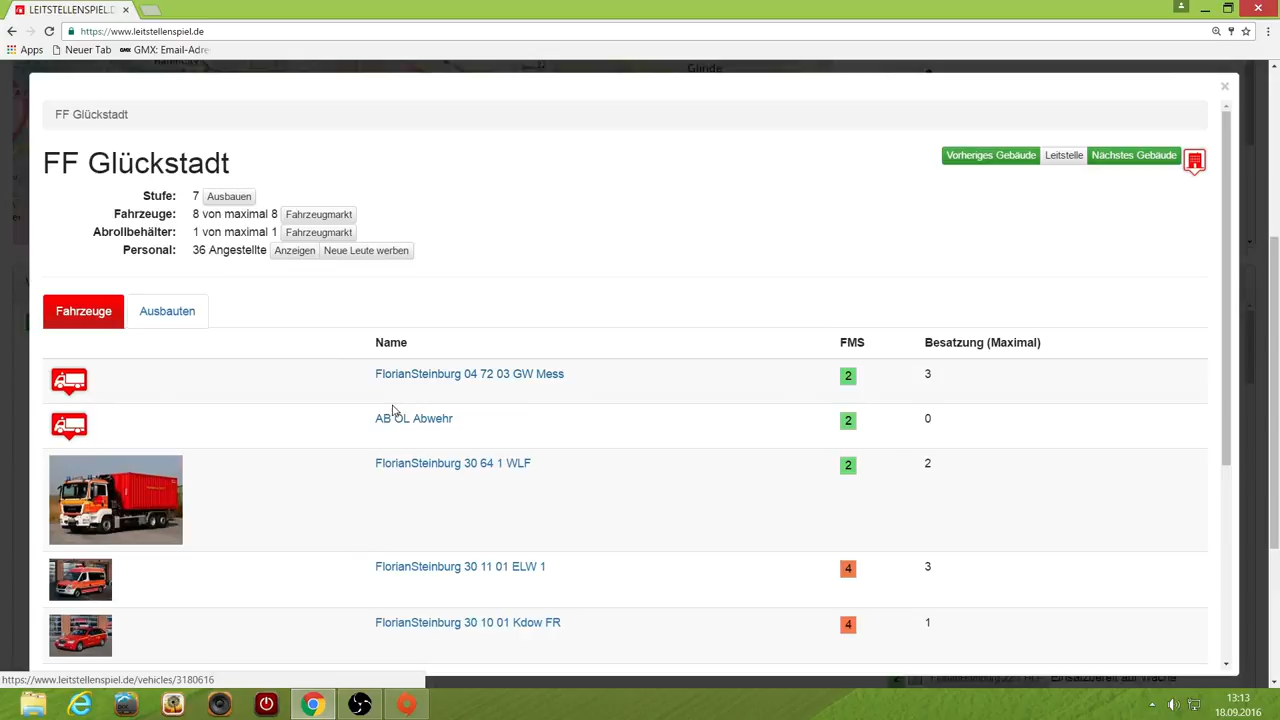 LEITSTELLENSPIEL.D
https://www.leitstellenspiel.de
Apps Neuer Tab GMX GMX: Email-Adre
Glinde
FF Glückstadt
FF Glückstadt
Vorheriges Gebäude Leitstelle Nächstes Gebäude
Stufe: 7 Ausbauen
Fahrzeuge: 8 von maximal 8 Fahrzeugmarkt
Abrollbehälter: 1 von maximal 1 Fahrzeugmarkt
Personal: 36 Angestellte Anzeigen Neue Leute werben
Fahrzeuge Ausbauten
Name FMS Besatzung (Maximal)
FlorianSteinburg 04 72 03 GW Mess 2 3
AB ÖL Abwehr 2 0
FlorianSteinburg 30 64 1 WLF 2 2
FlorianSteinburg 30 11 01 ELW 1 4 3
FlorianSteinburg 30 10 01 Kdow FR 4 1
https://www.leitstellenspiel.de/vehicles/3180616
Einsatzbereit auf Wache
13:13
18.09.2016